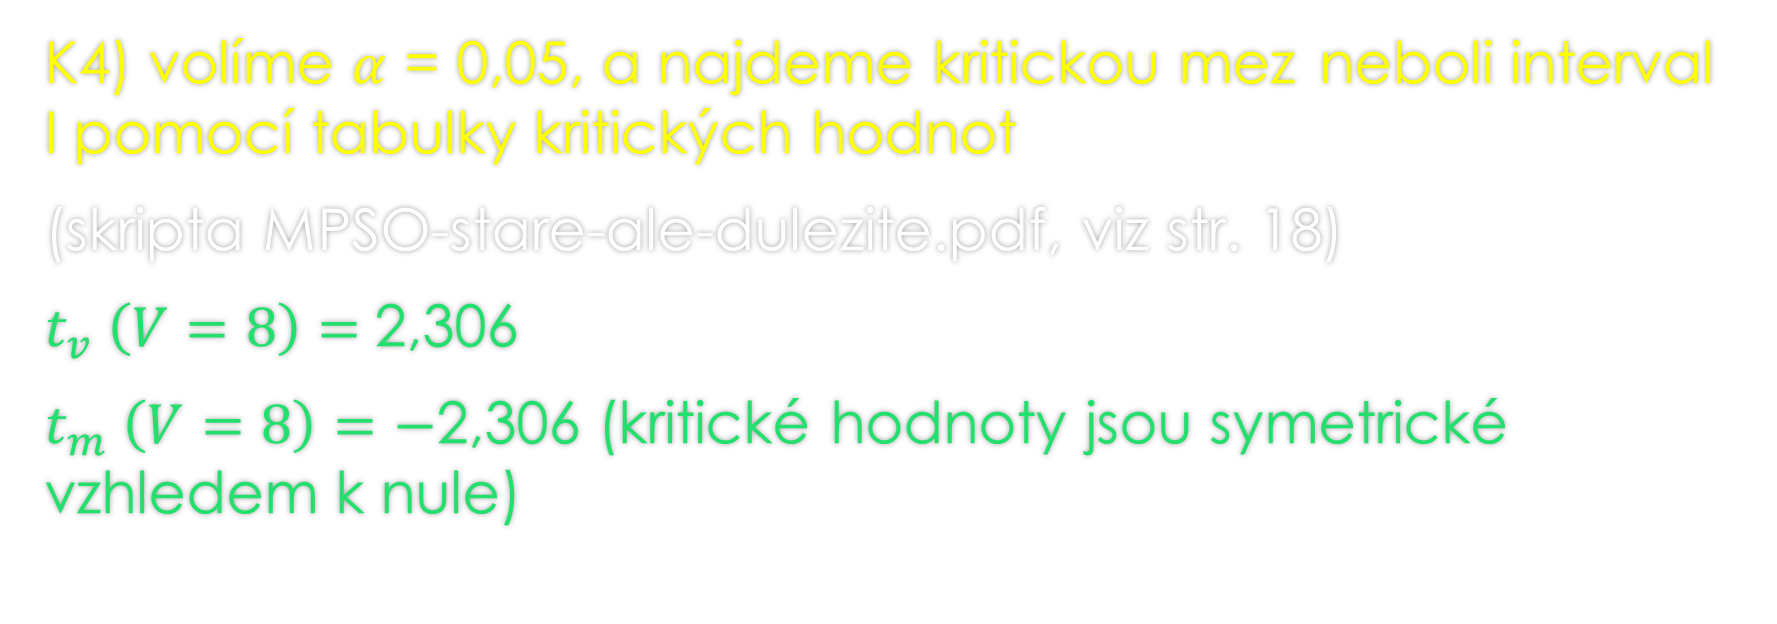 K4) volíme α = 0,05, a najdeme kritickou mez neboli interval
I pomocí tabulky kritických hodnot
(skripta MPSO-stare-ale-dulezite.pdf, viz str. 18)
t_v (V = 8) = 2,306
t_m (V = 8) = −2,306 (kritické hodnoty jsou symetrické
vzhledem k nule)